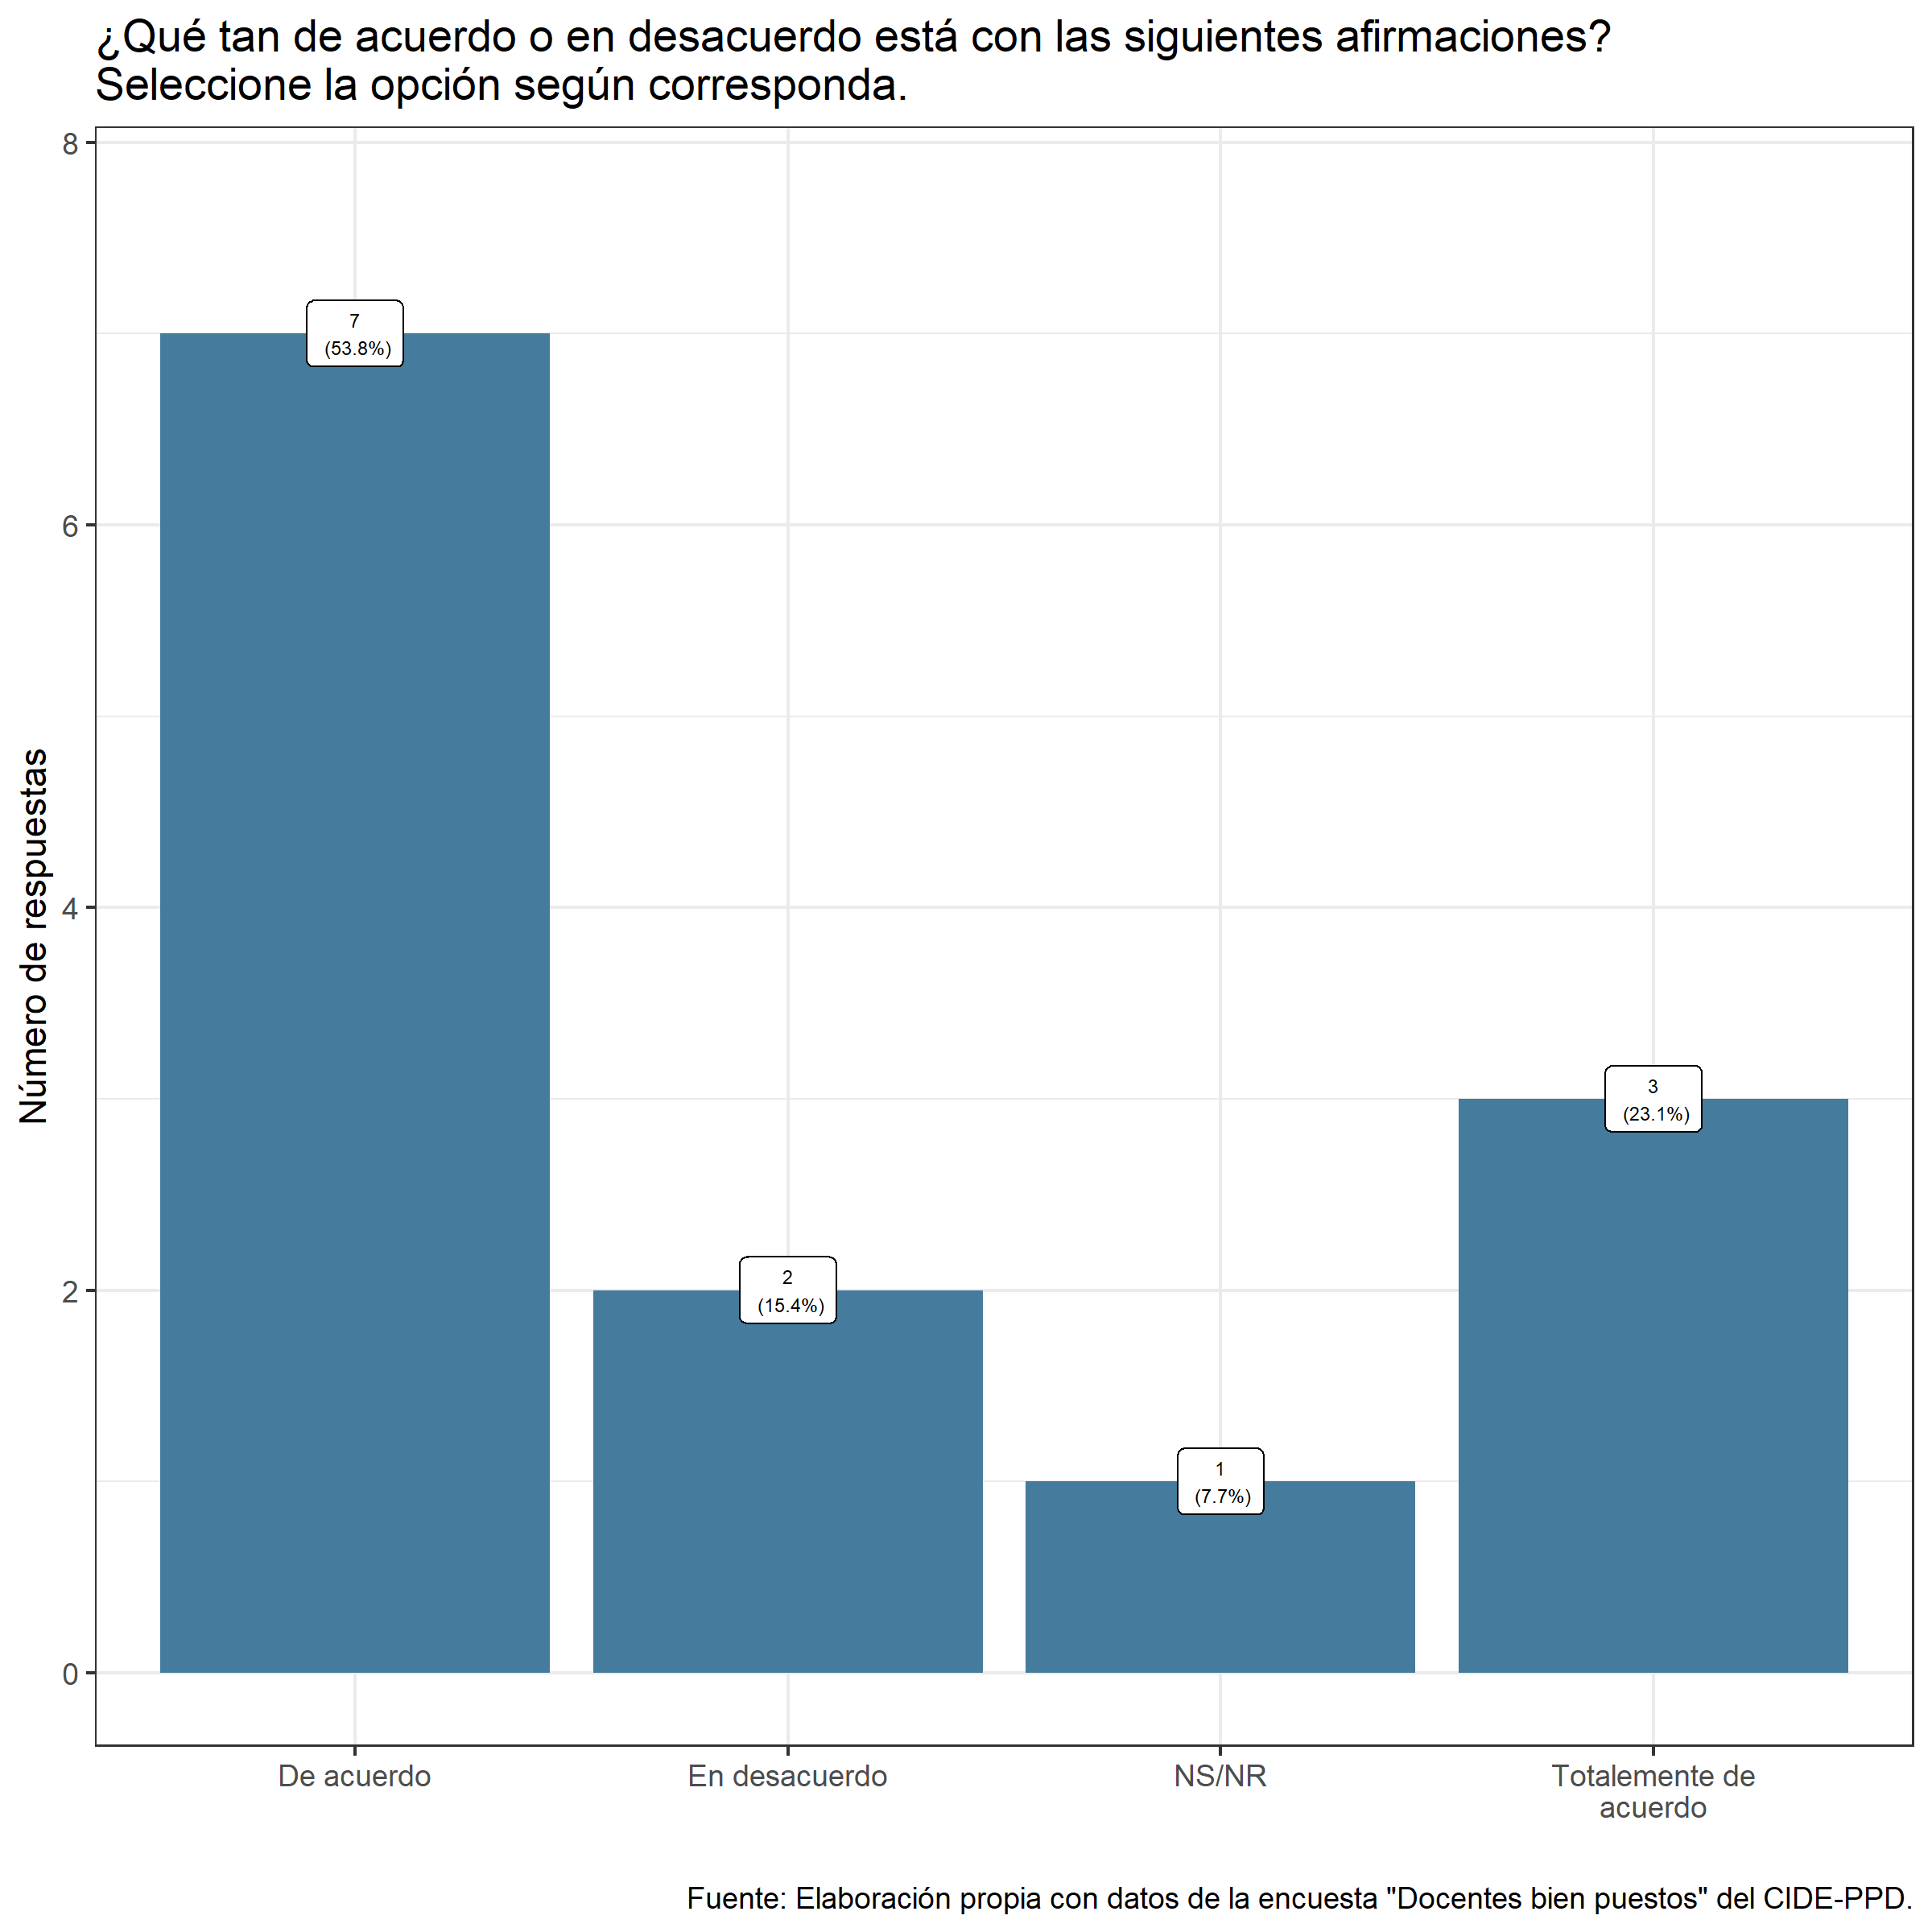 ¿Qué tan de acuerdo o en desacuerdo está con las siguientes afirmaciones?
Seleccione la opción según corresponda.
Número de respuestas
8
6
4
2
0
7
(53.8%)
2
(15.4%)
1
(7.7%)
3
(23.1%)
De acuerdo
En desacuerdo
NS/NR
Totalemente de
acuerdo
Fuente: Elaboración propia con datos de la encuesta "Docentes bien puestos" del CIDE-PPD.